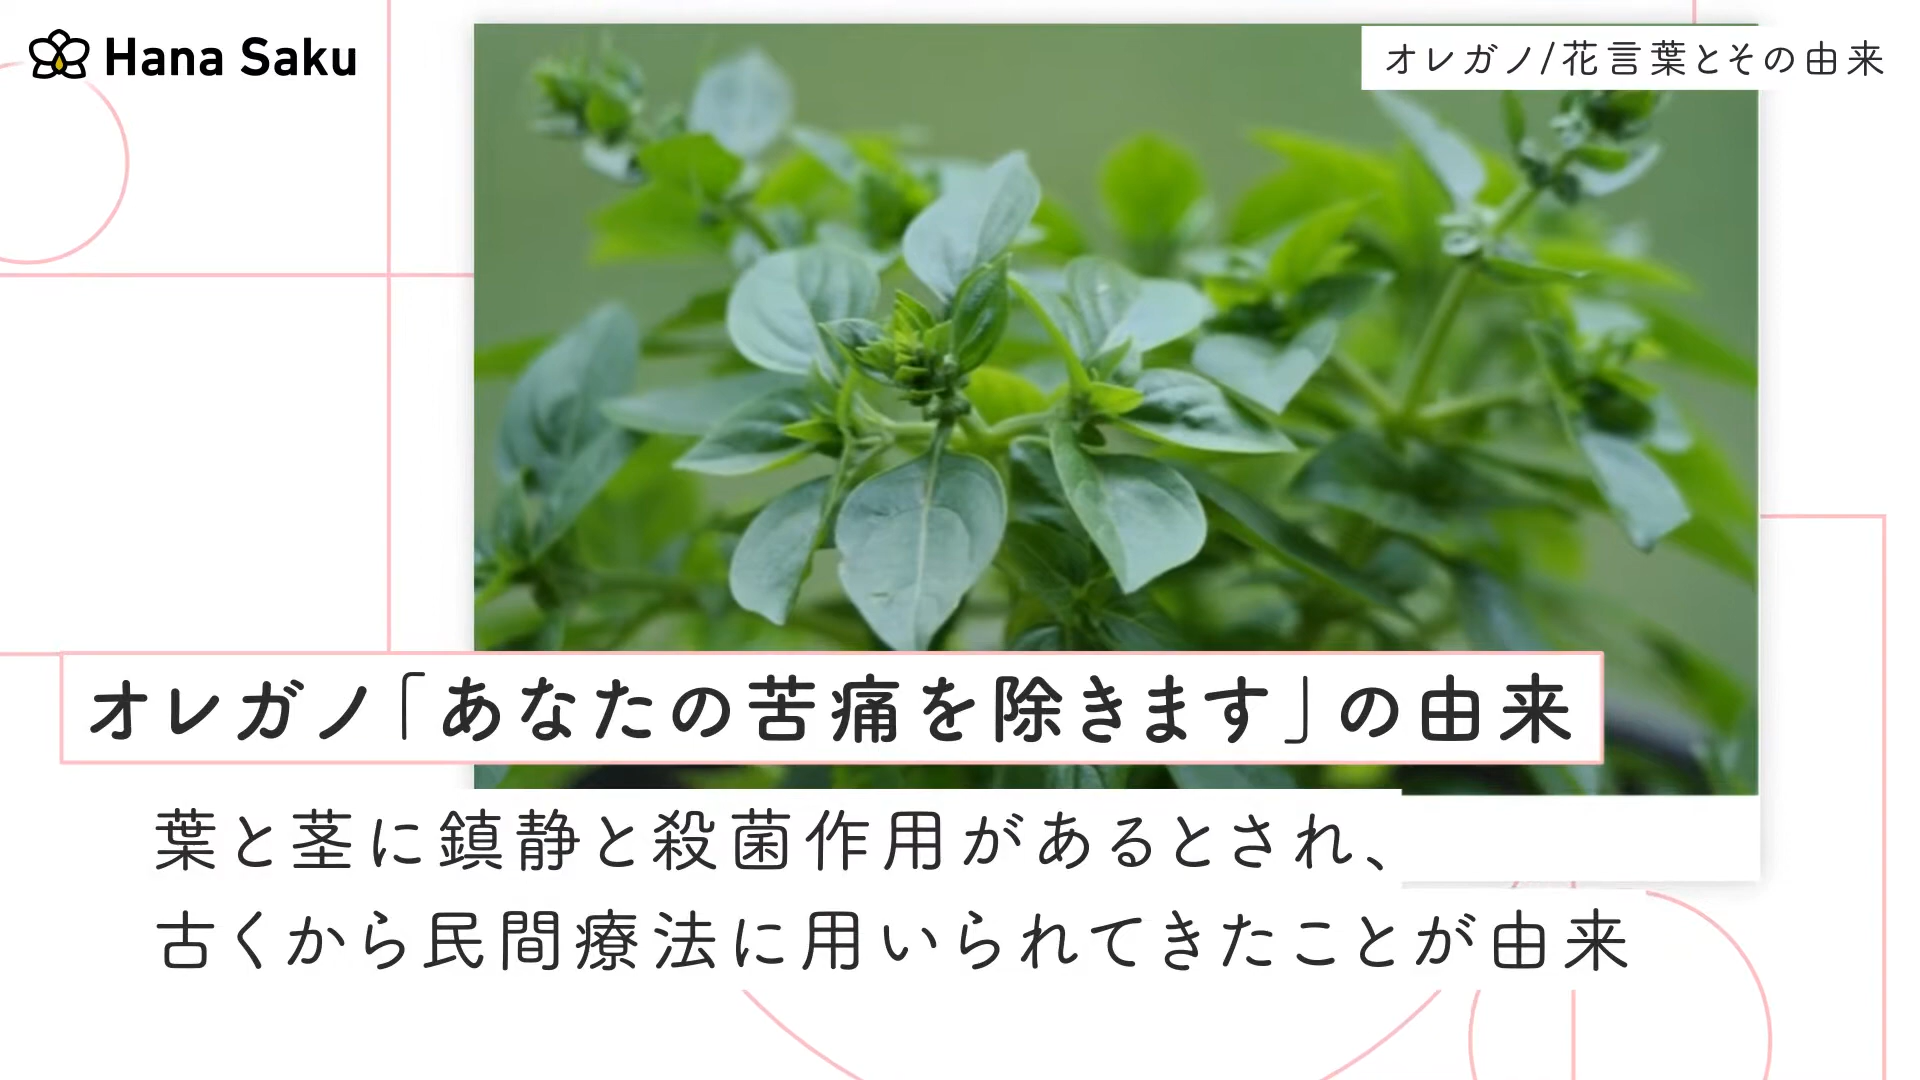 Hana Saku
オレガノ/花言葉とその由来
オレガノ「あなたの苦痛を除きます」の由来
葉と茎に鎮静と殺菌作用があるとされ、
古くから民間療法に用いられてきたことが由来